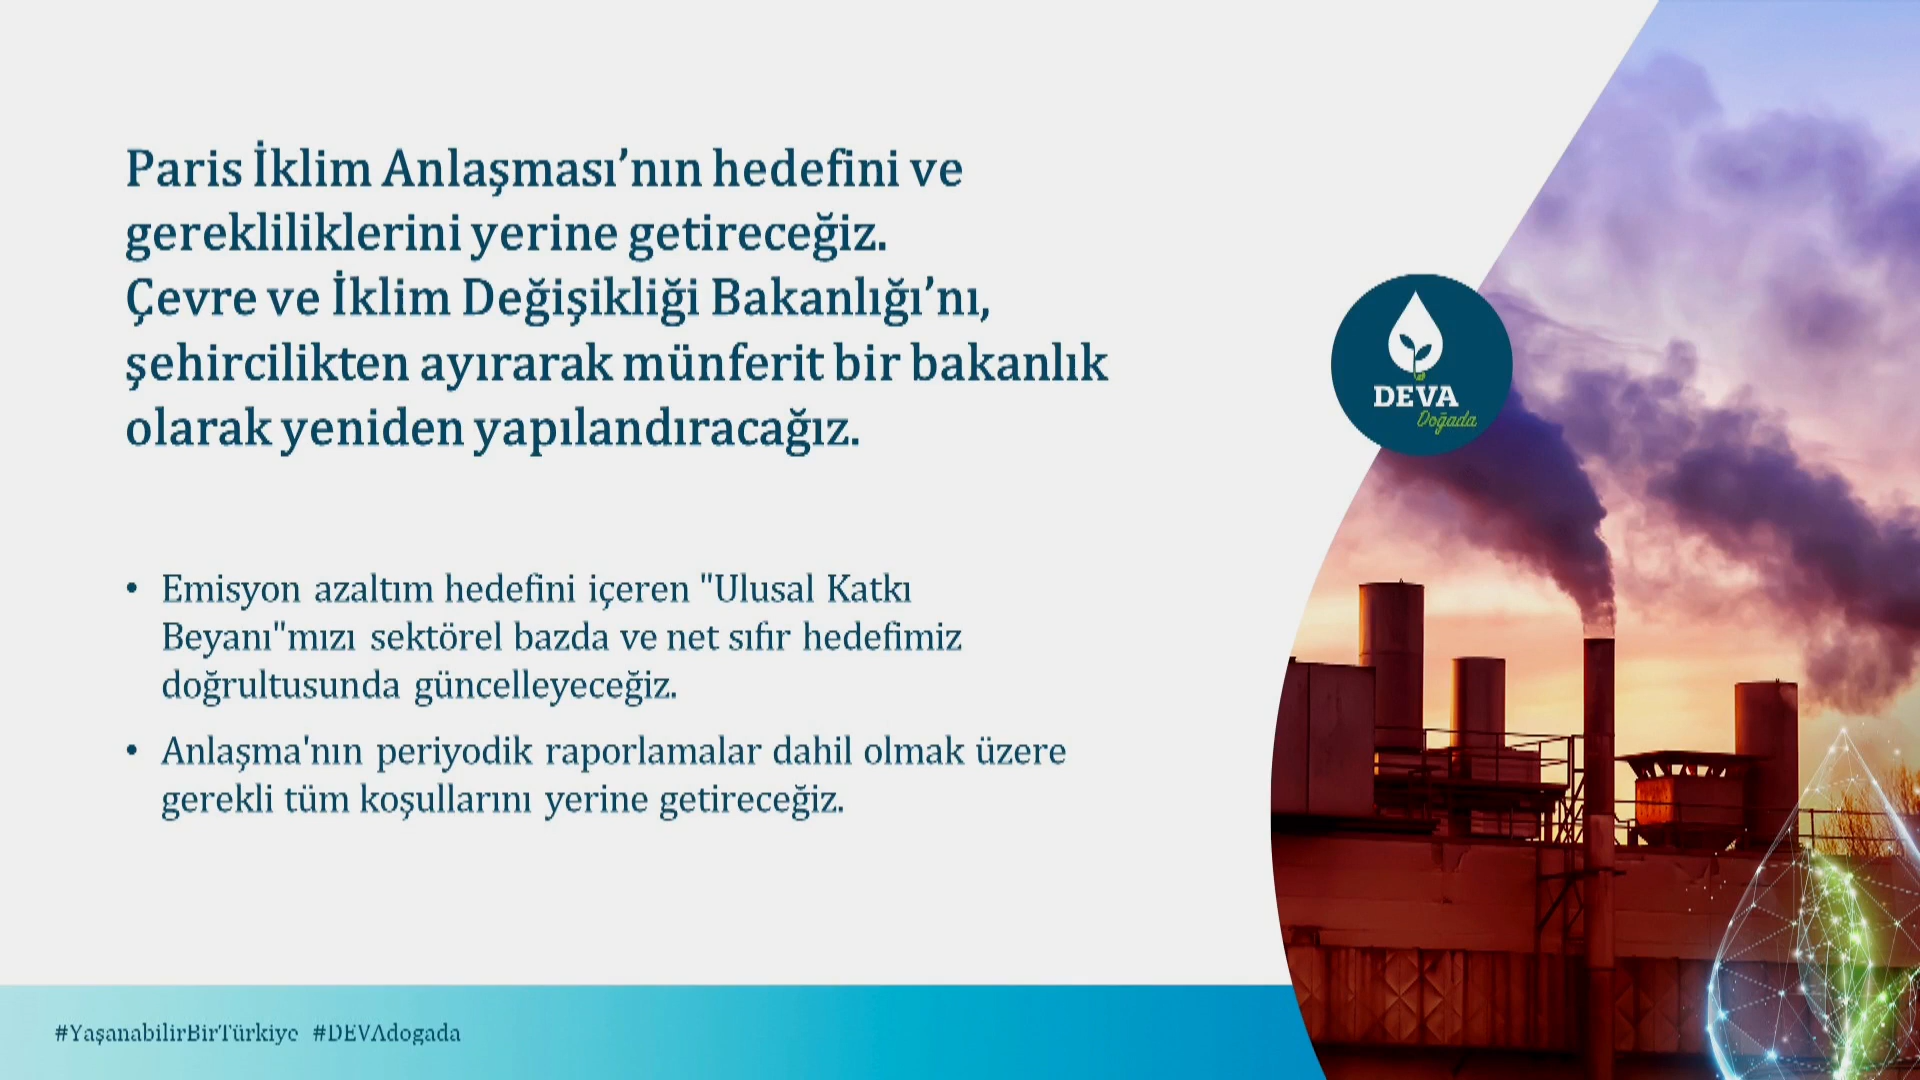 Paris İklim Anlaşması’nın hedefini ve
gerekliliklerini yerine getireceğiz.
Çevre ve İklim Değişikliği Bakanlığı’nı,
şehircilikten ayırarak münferit bir bakanlık
olarak yeniden yapılandıracağız.
• Emisyon azaltım hedefini içeren "Ulusal Katkı
Beyanı"mızı sektörel bazda ve net sıfır hedefimiz
doğrultusunda güncelleyeceğiz.
• Anlaşma'nın periyodik raporlamalar dahil olmak üzere
gerekli tüm koşullarını yerine getireceğiz.
DEVA
Doğada
#YaşanabilirBirTürkiye #DEVAdogada